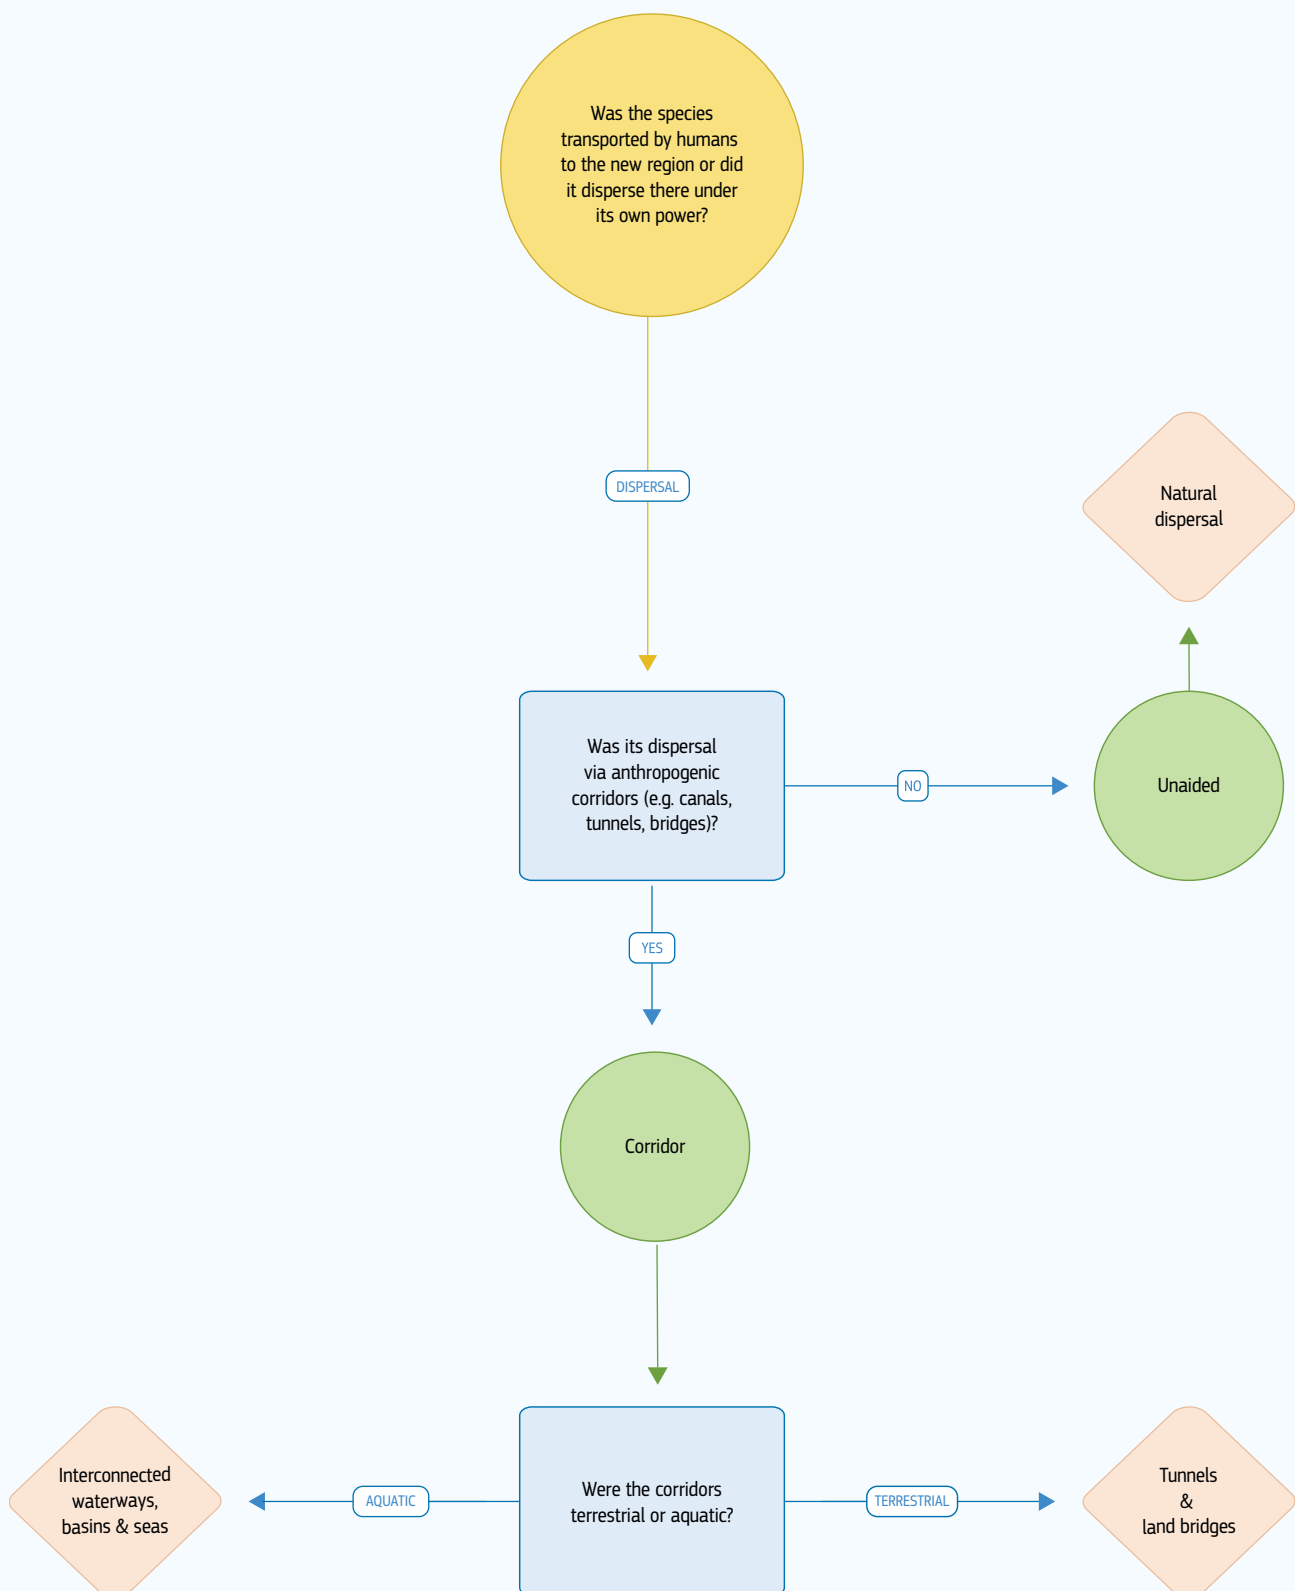 Was the species
transported by humans
to the new region or did
it disperse there under
its own power?
DISPERSAL
Natural
dispersal
Was its dispersal
via anthropogenic
corridors (e.g. canals,
tunnels, bridges)?
NO
Unaided
YES
Corridor
Interconnected
waterways,
basins & seas
AQUATIC
Were the corridors
terrestrial or aquatic?
TERRESTRIAL
Tunnels
&
land bridges